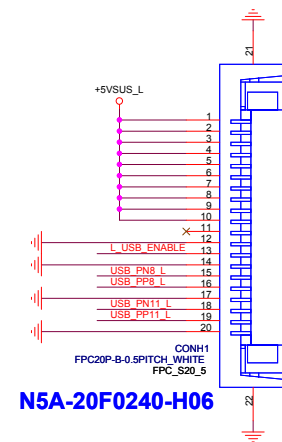 21
+5VSUS_L
1
2
3
4
5
6
7
8
9
10
11
12
L_USB_ENABLE
13
14
USB_PN8_L
15
USB_PP8_L
16
17
USB_PN11_L
18
USB_PP11_L
19
20
CONH1
FPC20P-B-0.5PITCH_WHITE
FPC_S20_5
N5A-20F0240-H06
22